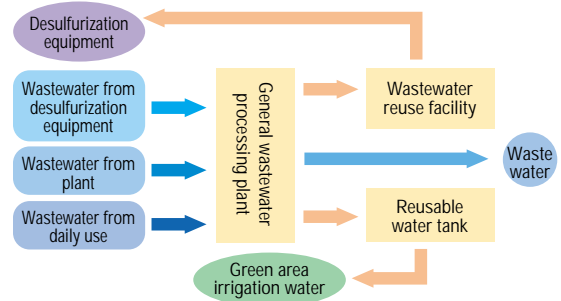 Desulfurization
equipment
Wastewater from
desulfurization
equipment
Wastewater from
plant
Wastewater from
daily use
General wastewater
processing plant
Wastewater
reuse facility
Waste
water
Reusable
water tank
Green area
irrigation water